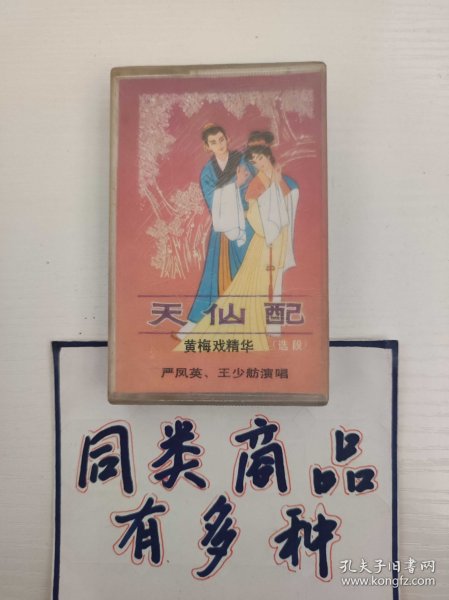 天仙配
黄梅戏精华（选段）
严凤英、王少舫演唱
同类商品
有多种
孔夫子旧书网
www.kongfz.com